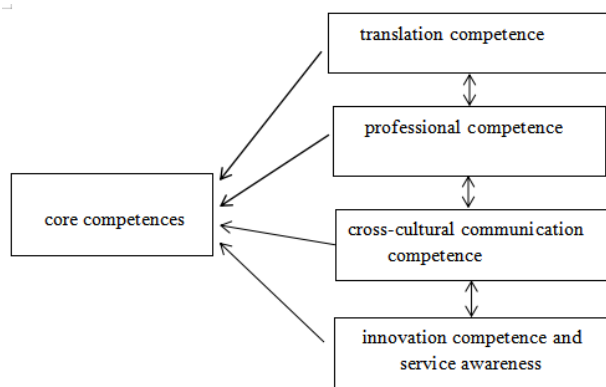 translation competence
professional competence
core competences
cross-cultural communication
competence
innovation competence and
service awareness